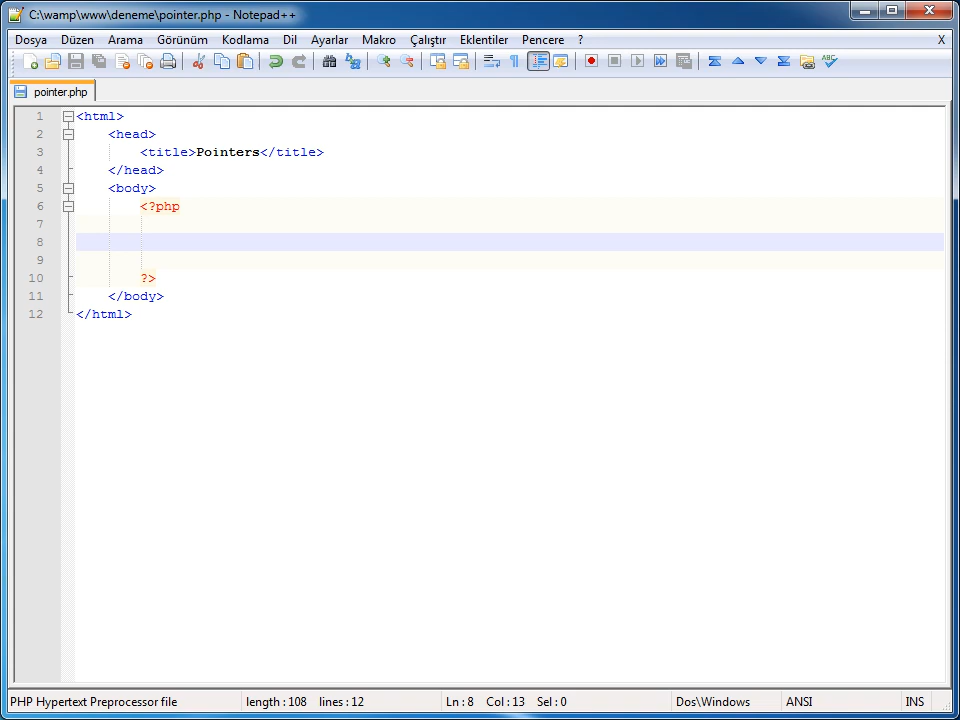 C:\wamp\www\deneme\pointer.php - Notepad++
Dosya Düzen Arama Görünüm Kodlama Dil Ayarlar Makro Çalıştır Eklentiler Pencere ? X
pointer.php
1 <html>
2 <head>
3 <title>Pointers</title>
4 </head>
5 <body>
6 <?php
7
8
9
10 ?>
11 </body>
12 </html>
PHP Hypertext Preprocessor file length : 108 lines : 12 Ln : 8 Col : 13 Sel : 0 Dos\Windows ANSI INS